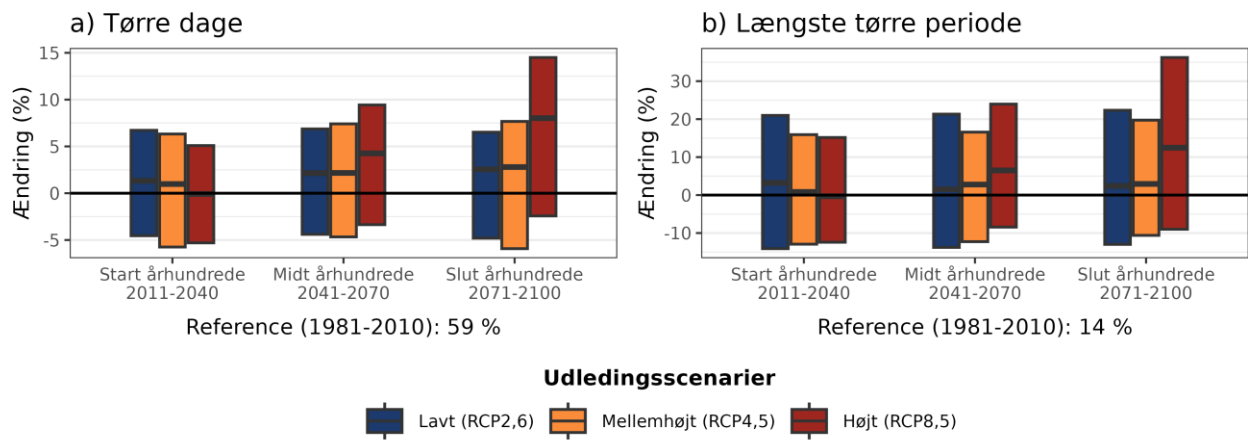 a) Tørre dage
Ændring (%)
15
10
5
0
-5
Start århundrede
2011-2040
Midt århundrede
2041-2070
Slut århundrede
2071-2100
Reference (1981-2010): 59 %
b) Længste tørre periode
Ændring (%)
30
20
10
0
-10
Start århundrede
2011-2040
Midt århundrede
2041-2070
Slut århundrede
2071-2100
Reference (1981-2010): 14 %
Udledingsscenarier
Lavt (RCP2,6)
Mellemhøjt (RCP4,5)
Højt (RCP8,5)